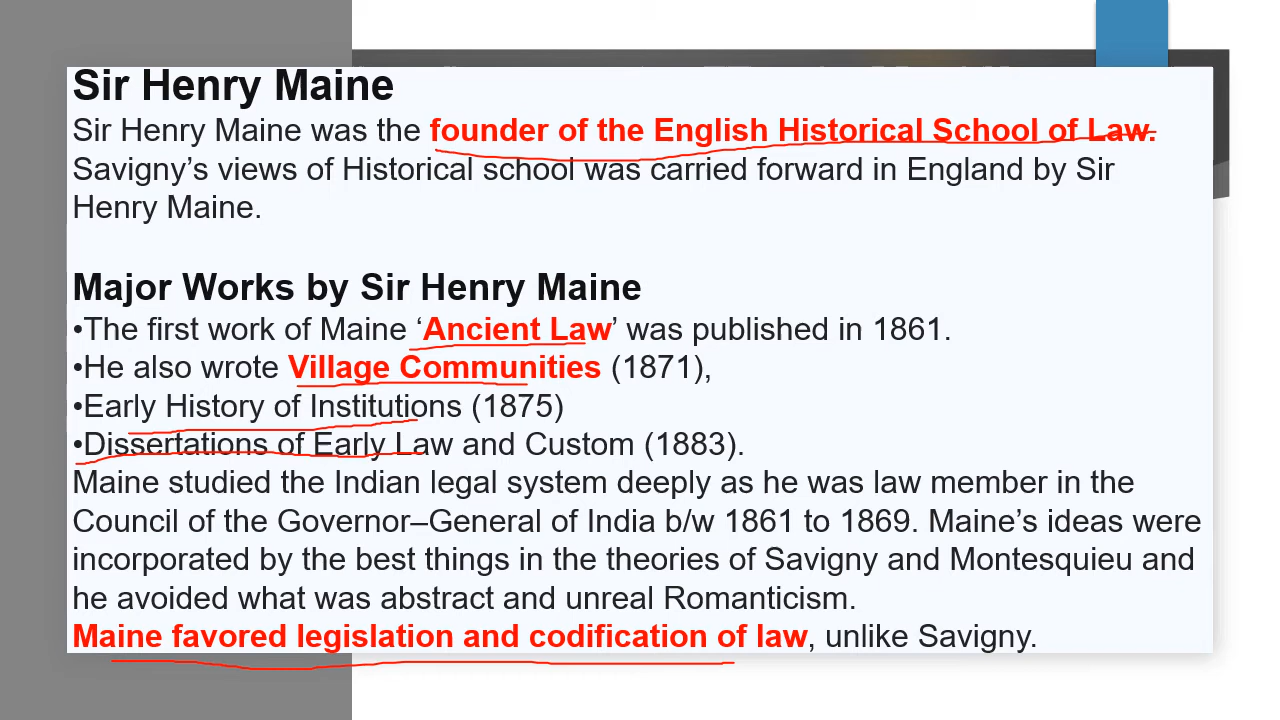 Sir Henry Maine
Sir Henry Maine was the founder of the English Historical School of Law.
Savigny’s views of Historical school was carried forward in England by Sir
Henry Maine.
Major Works by Sir Henry Maine
•The first work of Maine ‘Ancient Law’ was published in 1861.
•He also wrote Village Communities (1871),
•Early History of Institutions (1875)
•Dissertations of Early Law and Custom (1883).
Maine studied the Indian legal system deeply as he was law member in the
Council of the Governor–General of India b/w 1861 to 1869. Maine’s ideas were
incorporated by the best things in the theories of Savigny and Montesquieu and
he avoided what was abstract and unreal Romanticism.
Maine favored legislation and codification of law, unlike Savigny.